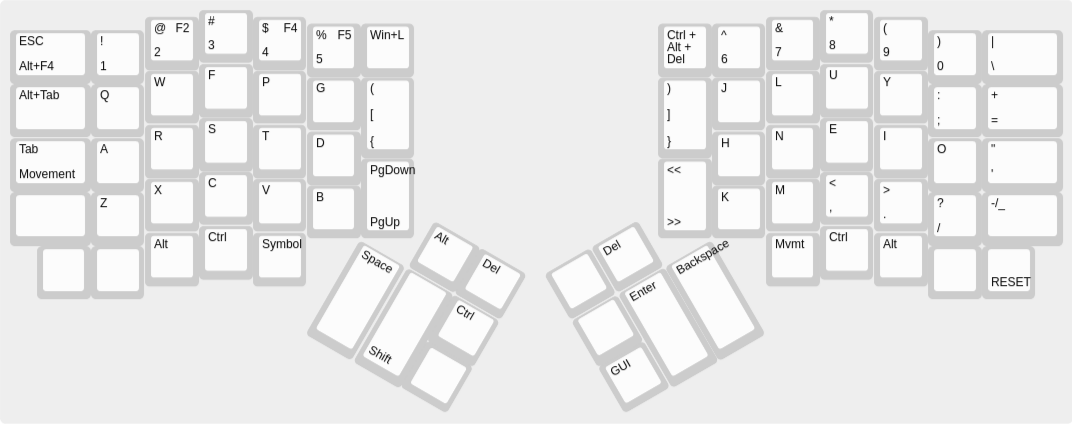 ESC
Alt+F4
!
1
@ F2
2
#
3
$ F4
4
% F5
5
Win+L
Alt+Tab
Q
W
F
P
G
(
[
{
Tab
Movement
A
R
S
T
D
PgDown
PgUp
Z
X
C
V
B
Alt
Ctrl
Symbol
Alt
Del
Space
Shift
Ctrl
Ctrl +
Alt +
Del
^
6
&
7
*
8
(
9
)
0
|
\
)
]
}
J
L
U
Y
:
;
+
=
H
N
E
I
O
"
'
<<
>>
K
M
<
,
>
.
?
/
-/_
Mvmt
Ctrl
Alt
RESET
Del
Backspace
Enter
GUI